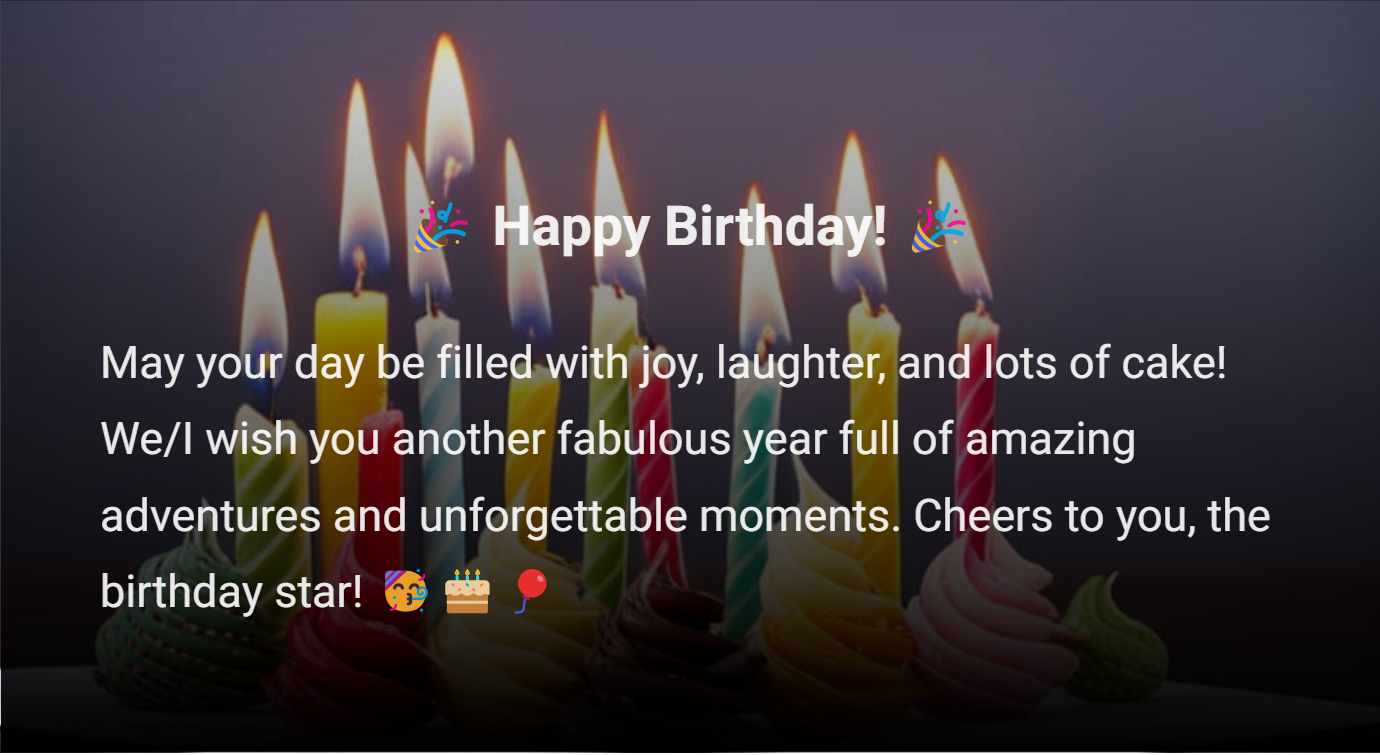 🎉 Happy Birthday! 🎉
May your day be filled with joy, laughter, and lots of cake!
We/I wish you another fabulous year full of amazing
adventures and unforgettable moments. Cheers to you, the
birthday star! 🥳 🎂 🎈